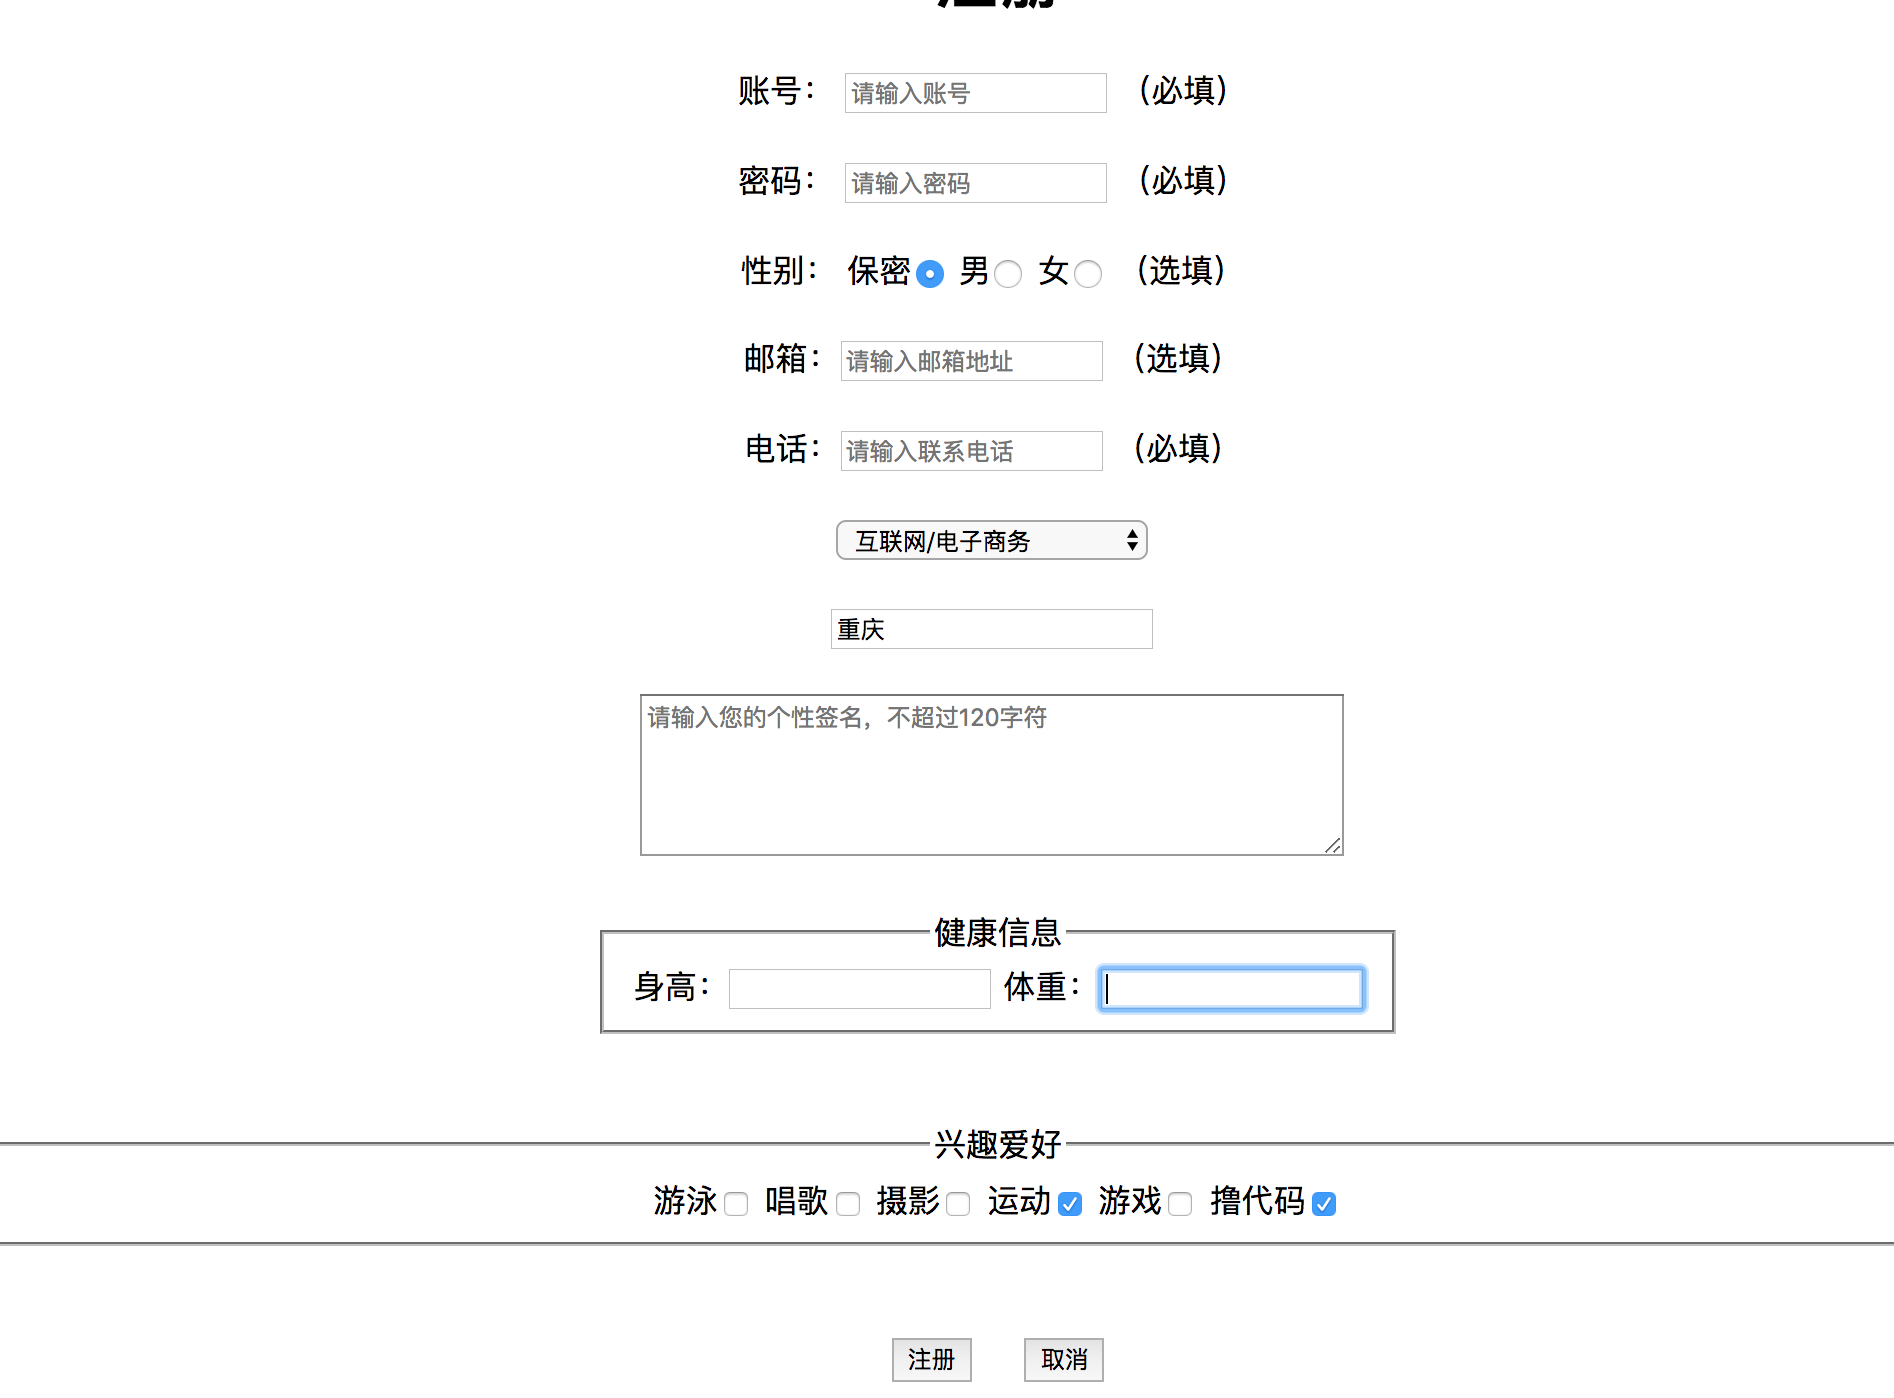 账号： 请输入账号 （必填）
密码： 请输入密码 （必填）
性别： 保密 男 女 （选填）
邮箱： 请输入邮箱地址 （选填）
电话： 请输入联系电话 （必填）
互联网/电子商务
重庆
请输入您的个性签名，不超过120字符
健康信息
身高： 体重：
兴趣爱好
游泳 唱歌 摄影 运动 游戏 撸代码
注册 取消